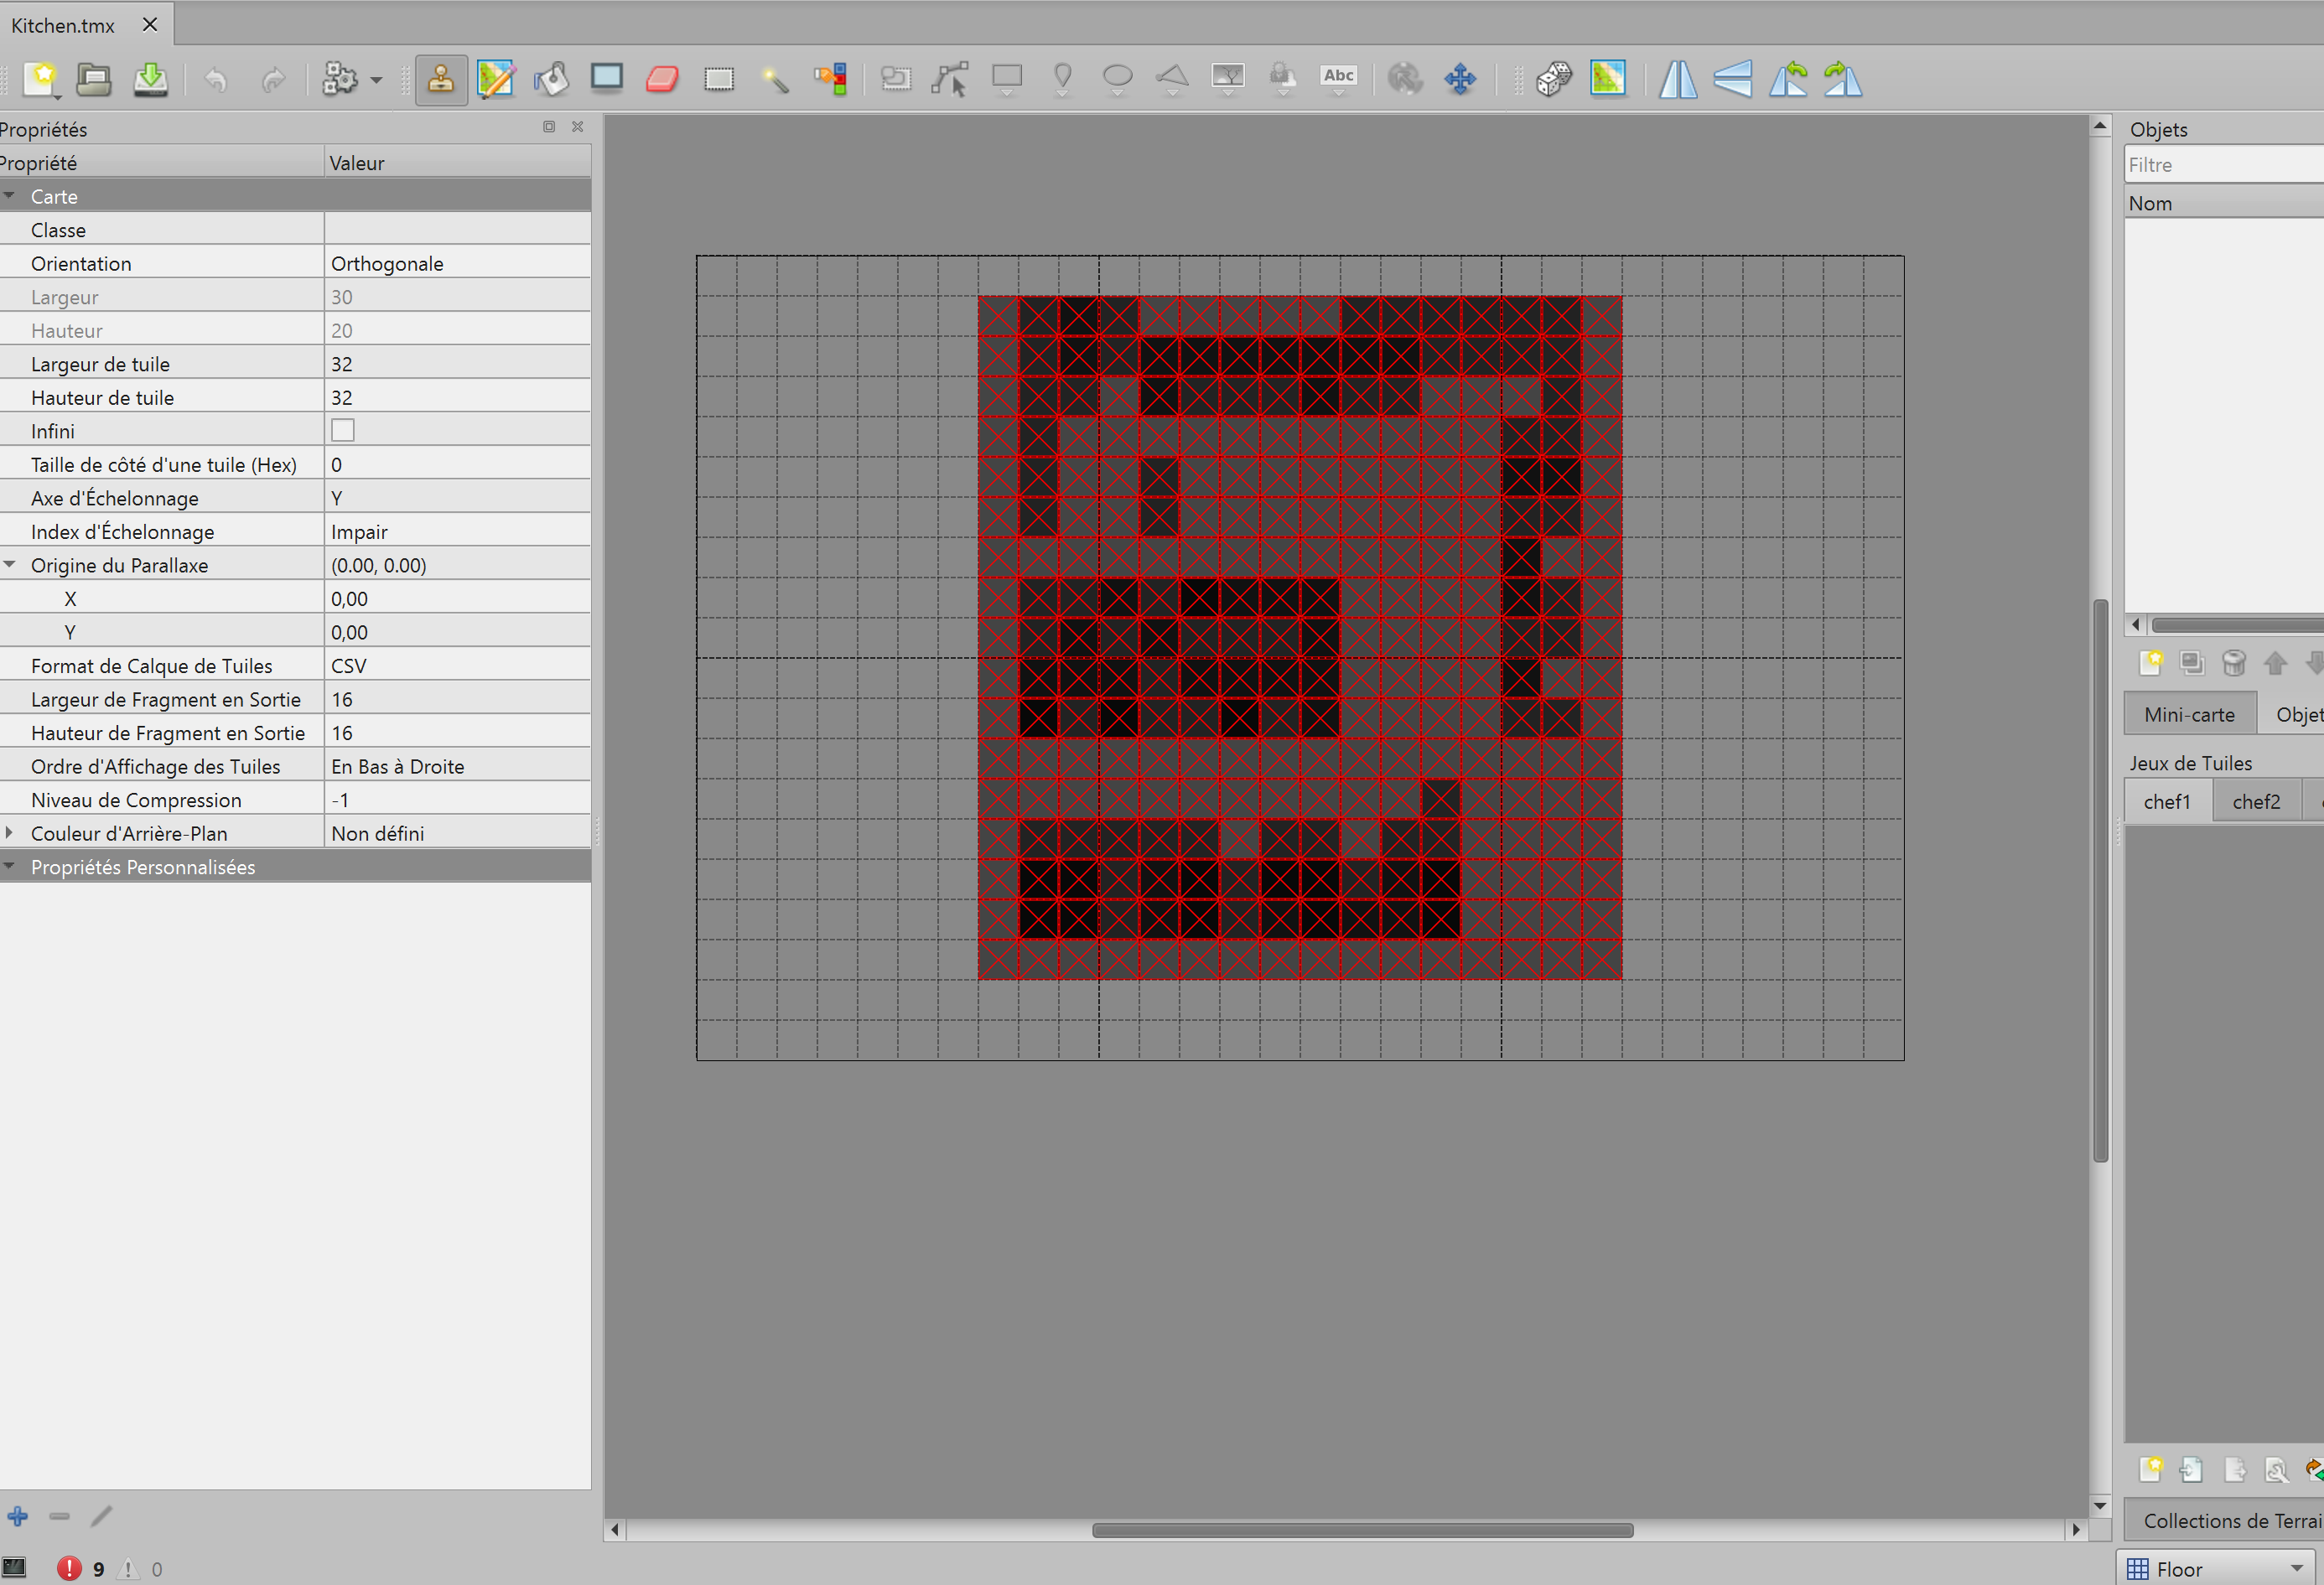 Kitchen.tmx
Abc
Propriétés
Propriété Valeur
Carte
Classe
Orientation Orthogonale
Largeur 30
Hauteur 20
Largeur de tuile 32
Hauteur de tuile 32
Infini
Taille de côté d'une tuile (Hex) 0
Axe d'Échelonnage Y
Index d'Échelonnage Impair
Origine du Parallaxe (0.00, 0.00)
X 0,00
Y 0,00
Format de Calque de Tuiles CSV
Largeur de Fragment en Sortie 16
Hauteur de Fragment en Sortie 16
Ordre d'Affichage des Tuiles En Bas à Droite
Niveau de Compression -1
Couleur d'Arrière-Plan Non défini
Propriétés Personnalisées
9 0
Objets
Filtre
Nom
Mini-carte Objet
Jeux de Tuiles
chef1 chef2
Collections de Terrai
Floor